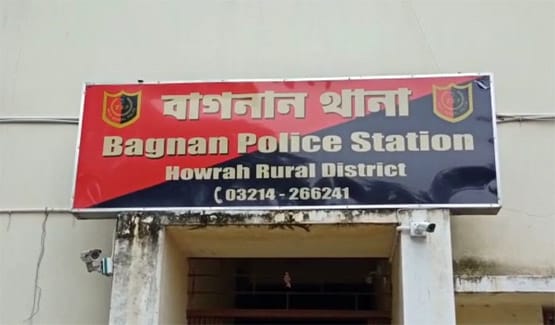 বাগনান থানা
Bagnan Police Station
Howrah Rural District
03214 - 266241